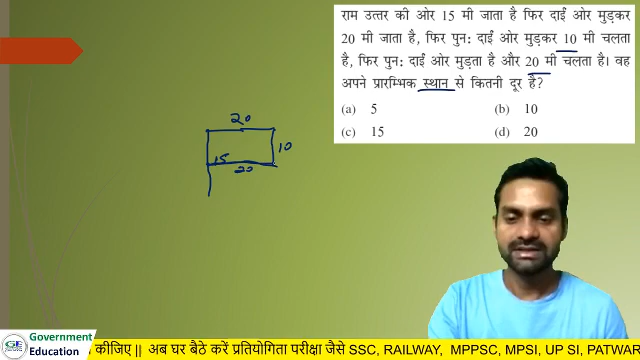 राम उत्तर की ओर 15 मी जाता है फिर दाईं ओर मुड़कर
20 मी जाता है, फिर पुन: दाईं ओर मुड़कर 10 मी चलता
है, फिर पुन: दाईं ओर मुड़ता है और 20 मी चलता है। वह
अपने प्रारम्भिक स्थान से कितनी दूर है?
(a) 5 (b) 10
(c) 15 (d) 20
20
10
15
20
GE
Government
Education
कीजिए || अब घर बैठे करें प्रतियोगिता परीक्षा जैसे SSC, RAILWAY, MPPSC, MPSI, UP SI, PATWAR